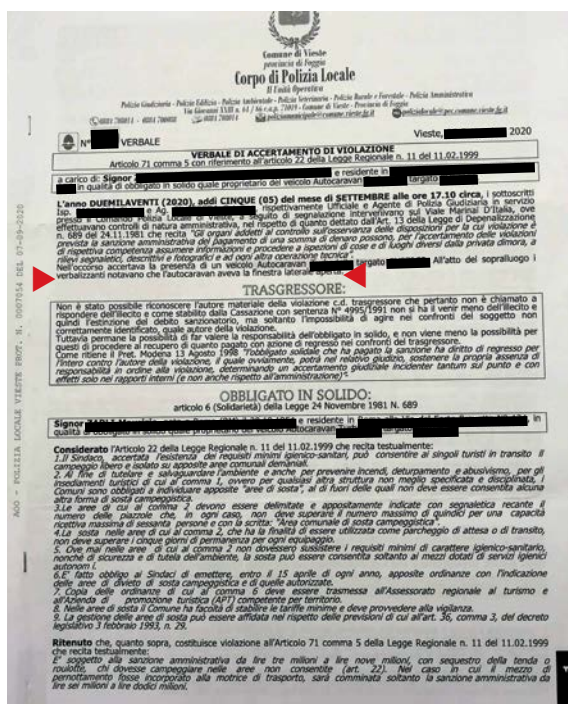 Comune di Vieste
provincia di Foggia
Corpo di Polizia Locale
II Unità Operativa
Polizia Giudiziaria - Polizia Edilizia - Polizia Ambientale - Polizia Veterinaria - Polizia Rurale e Forestale - Polizia Amministrativa
Via Giovanni XXIII n. 61 / 66 c.a.p. 71019 - Comune di Vieste - Provincia di Foggia
N° VERBALE
Vieste, 2020
VERBALE DI ACCERTAMENTO DI VIOLAZIONE
Articolo 71 comma 5 con riferimento all'articolo 22 della Legge Regionale n. 11 del 11.02.1999
a carico di: Signor e residente in
in qualità di obbligato in solido quale proprietario del veicolo Autocaravan targato
L'anno DUEMILAVENTI (2020), addì CINQUE (05) del mese di SETTEMBRE alle ore 17.10 circa, i sottoscritti
Isp. e Ag. rispettivamente Ufficiale e Agente di Polizia Giudiziaria in servizio
presso il Comando Polizia Locale di Vieste, a seguito di segnalazione intervenivano sul Viale Marinai D'Italia, ove
effettuavano controlli di natura amministrativa, nel rispetto di quanto dettato dall'Art. 13 della Legge di Depenalizzazione
n. 689 del 24.11.1981 che recita "Gli organi addetti al controllo sull'osservanza delle disposizioni per la cui violazione è
prevista la sanzione amministrativa del pagamento di una somma di denaro possono, per l'accertamento delle violazioni
di rispettiva competenza assumere informazioni e procedere a ispezioni di cose e di luoghi diversi dalla privata dimora, a
rilievi segnaletici, descrittivi e fotografici e ad ogni altra operazione tecnica".
Nell'occorso accertava la presenza di un veicolo Autocaravan targato All'atto del sopralluogo i
verbalizzanti notavano che l'autocaravan aveva la finestra laterale aperta.
TRASGRESSORE:
Non è stato possibile riconoscere l'autore materiale della violazione c.d. trasgressore che pertanto non è chiamato a
rispondere dell'illecito e come stabilito dalla Cassazione con sentenza N° 4995/1991 non si ha il venir meno dell'illecito e
quindi l'estinzione del debito sanzonatorio, ma soltanto l'impossibilità di agire nei confronti del soggetto non
correttamente identificato, quale autore della violazione.
Tuttavia permane la possibilità di far valere la responsabilità dell'obbligato in solido, e non viene meno la possibilità per
questi di procedere al recupero di quanto pagato con azione di regresso nei confronti del trasgressore.
Come ritiene il Pret. Modena 13 Agosto 1998 "l'obbligato solidale che ha pagato la sanzione ha diritto di regresso per
l'intero contro l'autore della violazione, il quale ovviamente, potrà nel relativo giudizio, sostenere la propria assenza di
responsabilità in ordine alla violazione, determinando un accertamento giudiziale incidenter tantum sul punto e con
effetti solo nei rapporti interni (e non anche rispetto all'amministrazione)".
OBBLIGATO IN SOLIDO:
articolo 6 (Solidarietà) della Legge 24 Novembre 1981 N. 689
Signor e residente in , in
qualità di obbligato in solido quale proprietario del veicolo Autocaravan targato
Considerato l'Articolo 22 della Legge Regionale n. 11 del 11.02.1999 che recita testualmente:
1.Il Sindaco, accertata l'esistenza dei requisiti minimi igienico-sanitari, può consentire ai singoli turisti in transito il
campeggio libero e isolato su apposite aree comunali demaniali.
2. Al fine di tutelare e salvaguardare l'ambiente e anche per prevenire incendi, deturpamento e abusivismo, per gli
insediamenti turistici di cui al comma 1, ovvero per qualsiasi altra struttura non meglio specificata e disciplinata, i
Comuni sono obbligati a individuare apposite "aree di sosta", al di fuori delle quali non deve essere consentita alcuna
altra forma di sosta campeggistica.
3.Le aree di cui al comma 2 devono essere delimitate e appositamente indicate con segnaletica recante il
numero delle piazzole che, in ogni caso, non deve superare il numero massimo di quindici per una capacità
ricettiva massima di sessanta persone e con la scritta: "Area comunale di sosta campeggistica".
4.La sosta nelle aree di cui al comma 2, che ha la finalità di essere utilizzata come parcheggio di attesa o di transito,
non deve superare i cinque giorni di permanenza per ogni equipaggio.
5. Ove mai nelle aree di cui al comma 2 non dovessero sussistere i requisiti minimi di carattere igienico-sanitario,
nonché di sicurezza e di tutela dell'ambiente, la sosta può essere consentita soltanto ai mezzi dotati di servizi igienici
autonom i.
6.E' fatto obbligo ai Sindaci di emettere, entro il 15 aprile di ogni anno, apposite ordinanze con l'indicazione
delle aree di divieto di sosta campeggistica e di quelle autorizzate.
7. Copia delle ordinanze di cui al comma 6 deve essere trasmessa all'Assessorato regionale al turismo e
all'Azienda di promozione turistica (APT) competente per territorio.
8. Nelle aree di sosta il Comune ha facoltà di stabilire le tariffe minime e deve provvedere alla vigilanza.
9. La gestione delle aree di sosta può essere affidata nel rispetto delle previsioni di cui all'art. 36, comma 3, del decreto
legislativo 3 febbraio 1993, n. 29.
Ritenuto che, quanto sopra, costituisce violazione all'Articolo 71 comma 5 della Legge Regionale n. 11 del 11.02.1999
che recita testualmente:
E' soggetto alla sanzione amministrativa da lire tre milioni a lire nove milioni, con sequestro della tenda o
roulotte, chi dovesse campeggiare nelle aree non consentite (art. 22). Nel caso in cui il mezzo di
pernottamento fosse incorporato alla motrice di trasporto, sarà comminata soltanto la sanzione amministrativa da
lire sei milioni a lire dodici milioni.
AOO - POLIZIA LOCALE VIESTE PROT. N. 0007054 DEL 07-09-2020